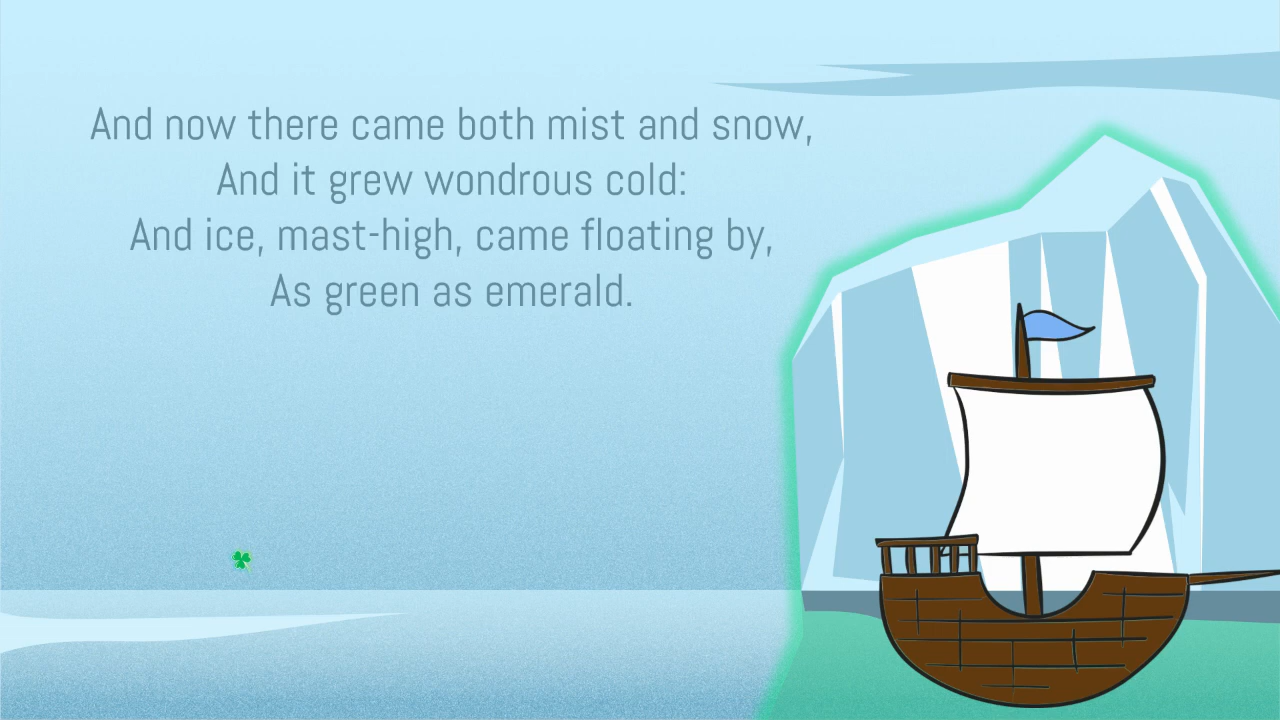 And now there came both mist and snow,
And it grew wondrous cold:
And ice, mast-high, came floating by,
As green as emerald.